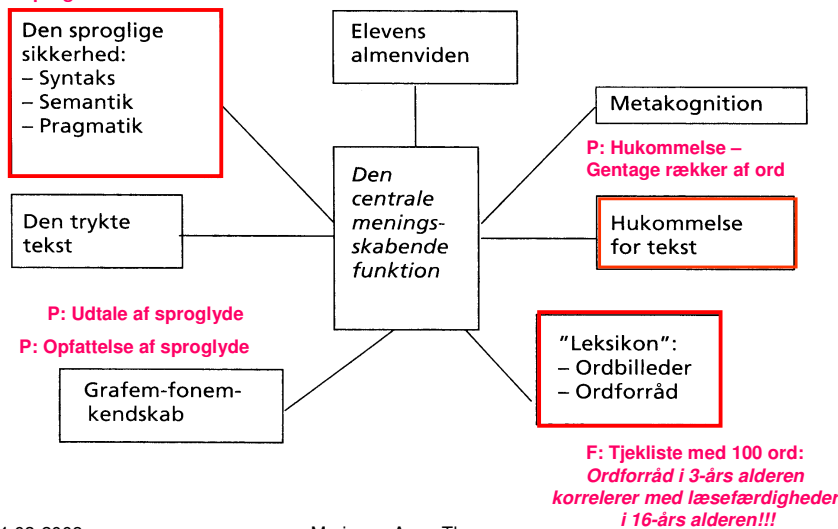 Den sproglige
sikkerhed:
– Syntaks
– Semantik
– Pragmatik
Elevens
almenviden
Metakognition
P: Hukommelse –
Gentage rækker af ord
Den
centrale
menings-
skabende
funktion
Den trykte
tekst
Hukommelse
for tekst
P: Udtale af sproglyde
P: Opfattelse af sproglyde
Grafem-fonem-
kendskab
"Leksikon":
– Ordbilleder
– Ordforråd
F: Tjekliste med 100 ord:
Ordforråd i 3-års alderen
korrelerer med læsefærdigheder
i 16-års alderen!!!